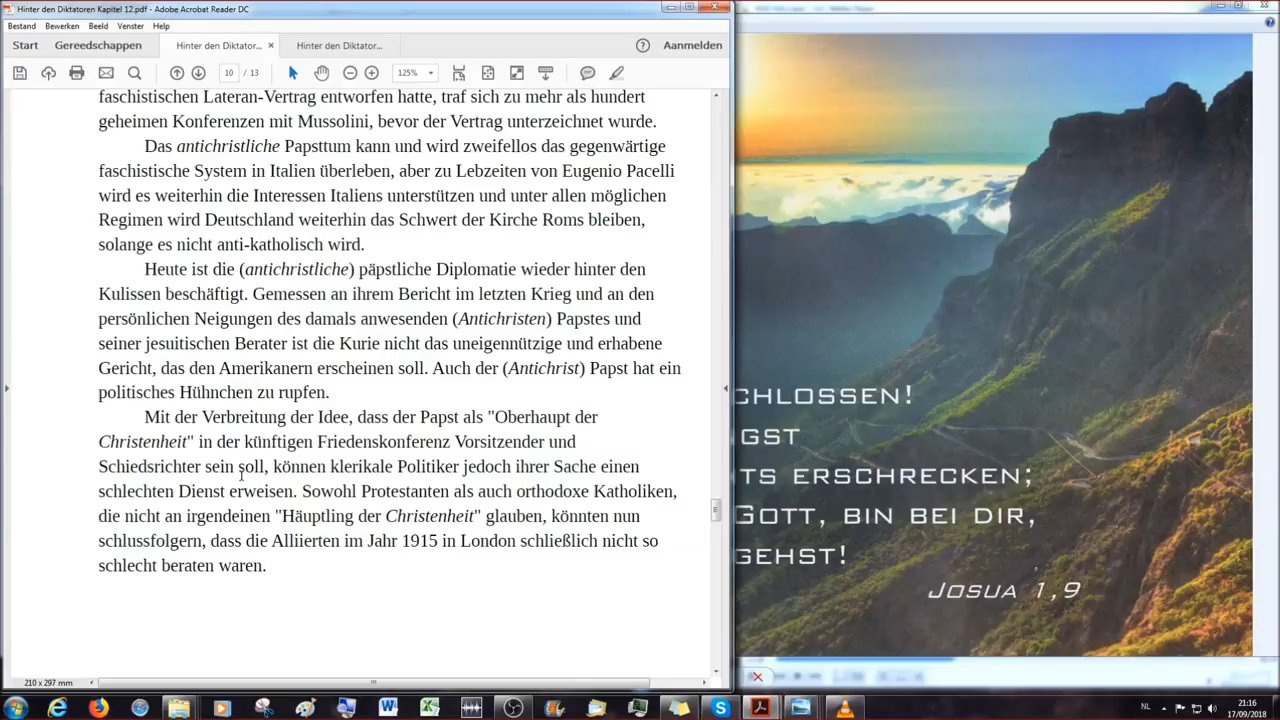 Hinter den Diktatoren Kapitel 12.pdf - Adobe Acrobat Reader DC
Bestand Bewerken Beeld Venster Help
Start Gereedschappen Hinter den Diktator... × Hinter den Diktator... Aanmelden
10 / 13 125%
faschistischen Lateran-Vertrag entworfen hatte, traf sich zu mehr als hundert
geheimen Konferenzen mit Mussolini, bevor der Vertrag unterzeichnet wurde.
Das antichristliche Papsttum kann und wird zweifellos das gegenwärtige
faschistische System in Italien überleben, aber zu Lebzeiten von Eugenio Pacelli
wird es weiterhin die Interessen Italiens unterstützen und unter allen möglichen
Regimen wird Deutschland weiterhin das Schwert der Kirche Roms bleiben,
solange es nicht anti-katholisch wird.
Heute ist die (antichristliche) päpstliche Diplomatie wieder hinter den
Kulissen beschäftigt. Gemessen an ihrem Bericht im letzten Krieg und an den
persönlichen Neigungen des damals anwesenden (Antichristen) Papstes und
seiner jesuitischen Berater ist die Kurie nicht das uneigennützige und erhabene
Gericht, das den Amerikanern erscheinen soll. Auch der (Antichrist) Papst hat ein
politisches Hühnchen zu rupfen.
Mit der Verbreitung der Idee, dass der Papst als "Oberhaupt der
Christenheit" in der künftigen Friedenskonferenz Vorsitzender und
Schiedsrichter sein soll, können klerikale Politiker jedoch ihrer Sache einen
schlechten Dienst erweisen. Sowohl Protestanten als auch orthodoxe Katholiken,
die nicht an irgendeinen "Häuptling der Christenheit" glauben, könnten nun
schlussfolgern, dass die Alliierten im Jahr 1915 in London schließlich nicht so
schlecht beraten waren.
210 x 297 mm
CHLOSSEN!
GST
TS ERSCHRECKEN;
GOTT, BIN BEI DIR,
GEHST!
JOSUA 1,9
NL
21:16
17/09/2018